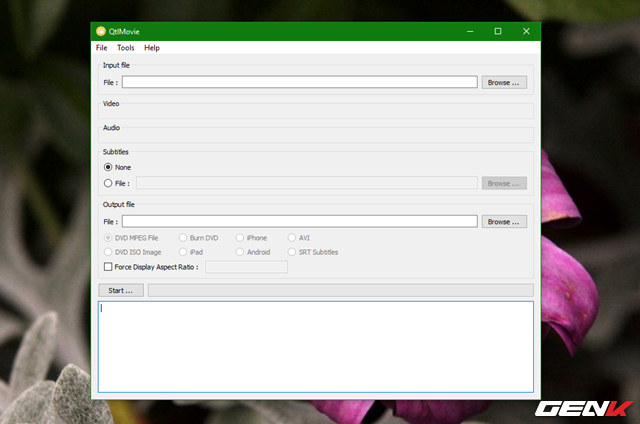 QtlMovie
File Tools Help
Input file
File : Browse ...
Video
Audio
Subtitles
None
File : Browse ...
Output file
File : Browse ...
DVD MPEG File Burn DVD iPhone AVI
DVD ISO Image iPad Android SRT Subtitles
Force Display Aspect Ratio :
Start ...
GENK